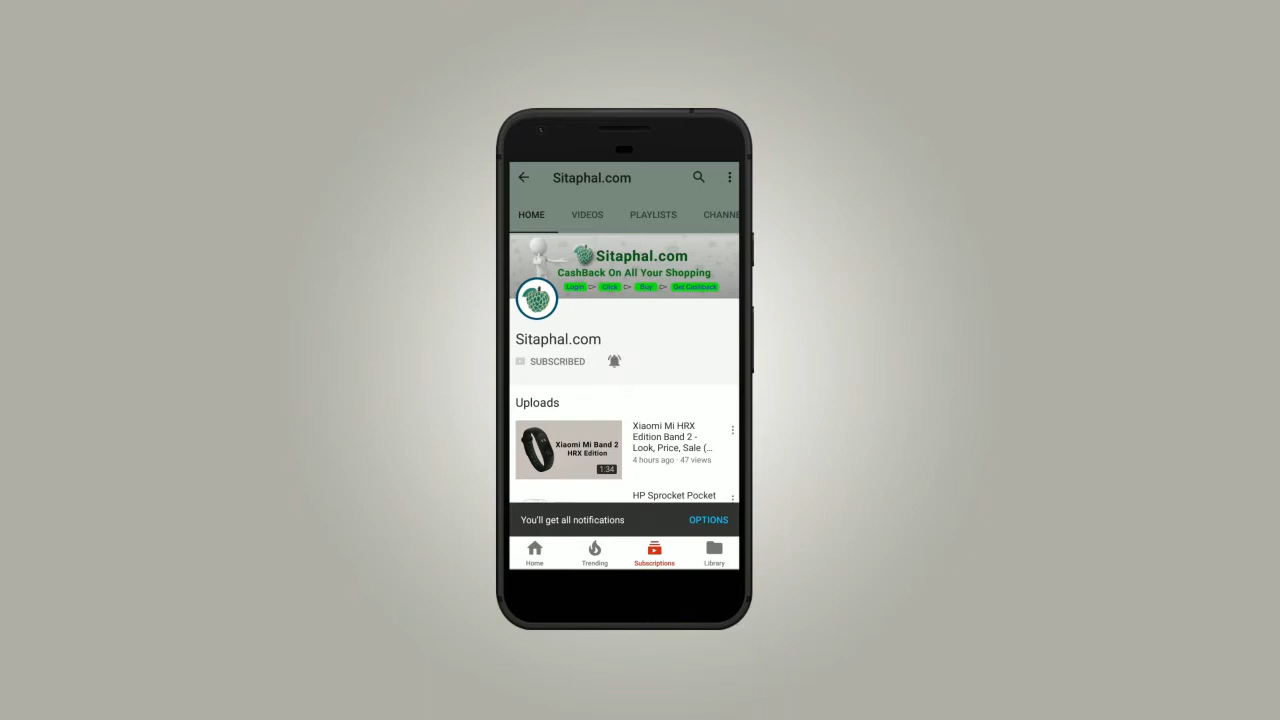 Sitaphal.com
HOME VIDEOS PLAYLISTS CHANNE
Sitaphal.com
CashBack On All Your Shopping
Login Click Buy Get Cashback
Sitaphal.com
SUBSCRIBED
Uploads
Xiaomi Mi Band 2
HRX Edition
1:34
Xiaomi Mi HRX
Edition Band 2 -
Look, Price, Sale (...
4 hours ago · 47 views
HP Sprocket Pocket
You'll get all notifications OPTIONS
Home Trending Subscriptions Library